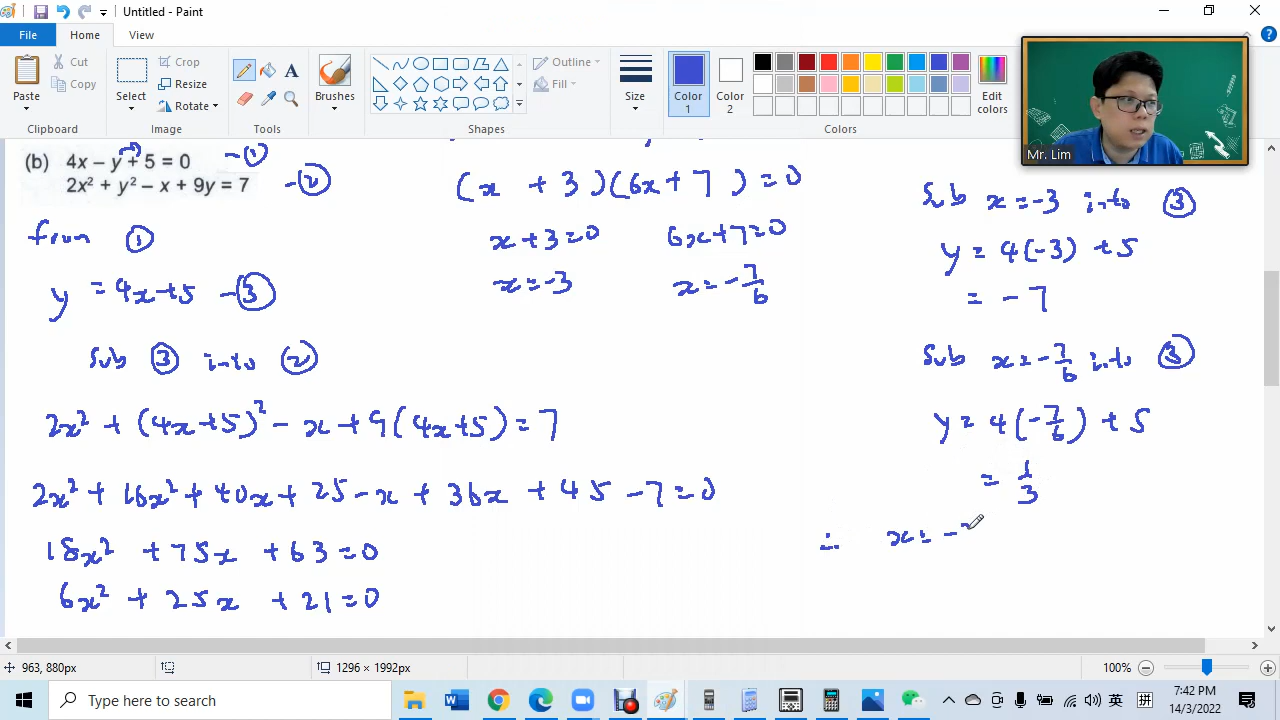 Untitled - Paint
File Home View
Paste Cut Copy Clipboard
Select Crop Resize Rotate Image
Tools
Brushes
Outline Fill Shapes
Size
Color 1 Color 2 Edit colors Colors
Mr. Lim
(b) 4x − y + 5 = 0 −①
2x² + y² − x + 9y = 7 −②
from ①
y = 4x+5 −③
Sub ③ into ②
2x² + (4x+5)² − x + 9(4x+5) = 7
2x² + 16x² + 40x + 25 − x + 36x + 45 − 7 = 0
18x² + 75x + 63 = 0
6x² + 25x + 21 = 0
(x + 3)(6x + 7) = 0
x+3=0 6x+7=0
x=−3 x=−7/6
Sub x=−3 into ③
y = 4(−3) + 5
= −7
Sub x=−7/6 into ③
y= 4(−7/6) + 5
= 1/3
∴ x= −
963, 880px 1296 × 1992px 100%
Type here to search
英 拼 7:42 PM
14/3/2022